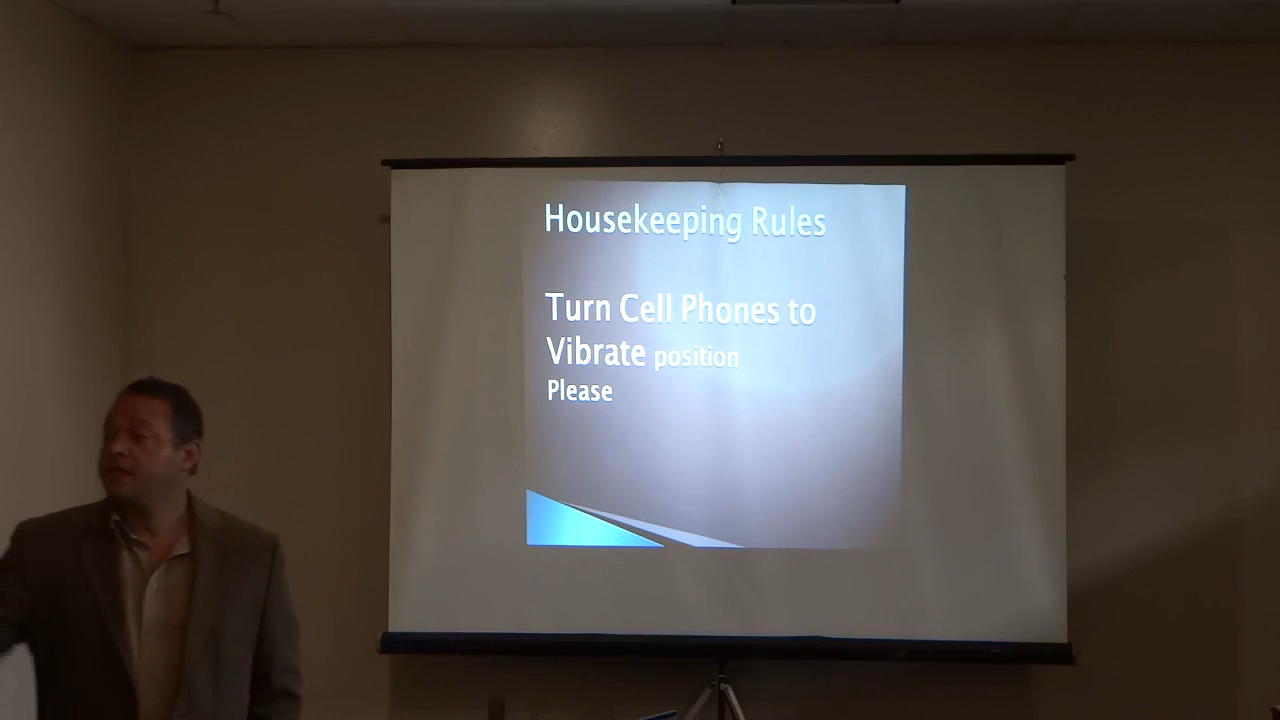 Housekeeping Rules
Turn Cell Phones to
Vibrate position
Please